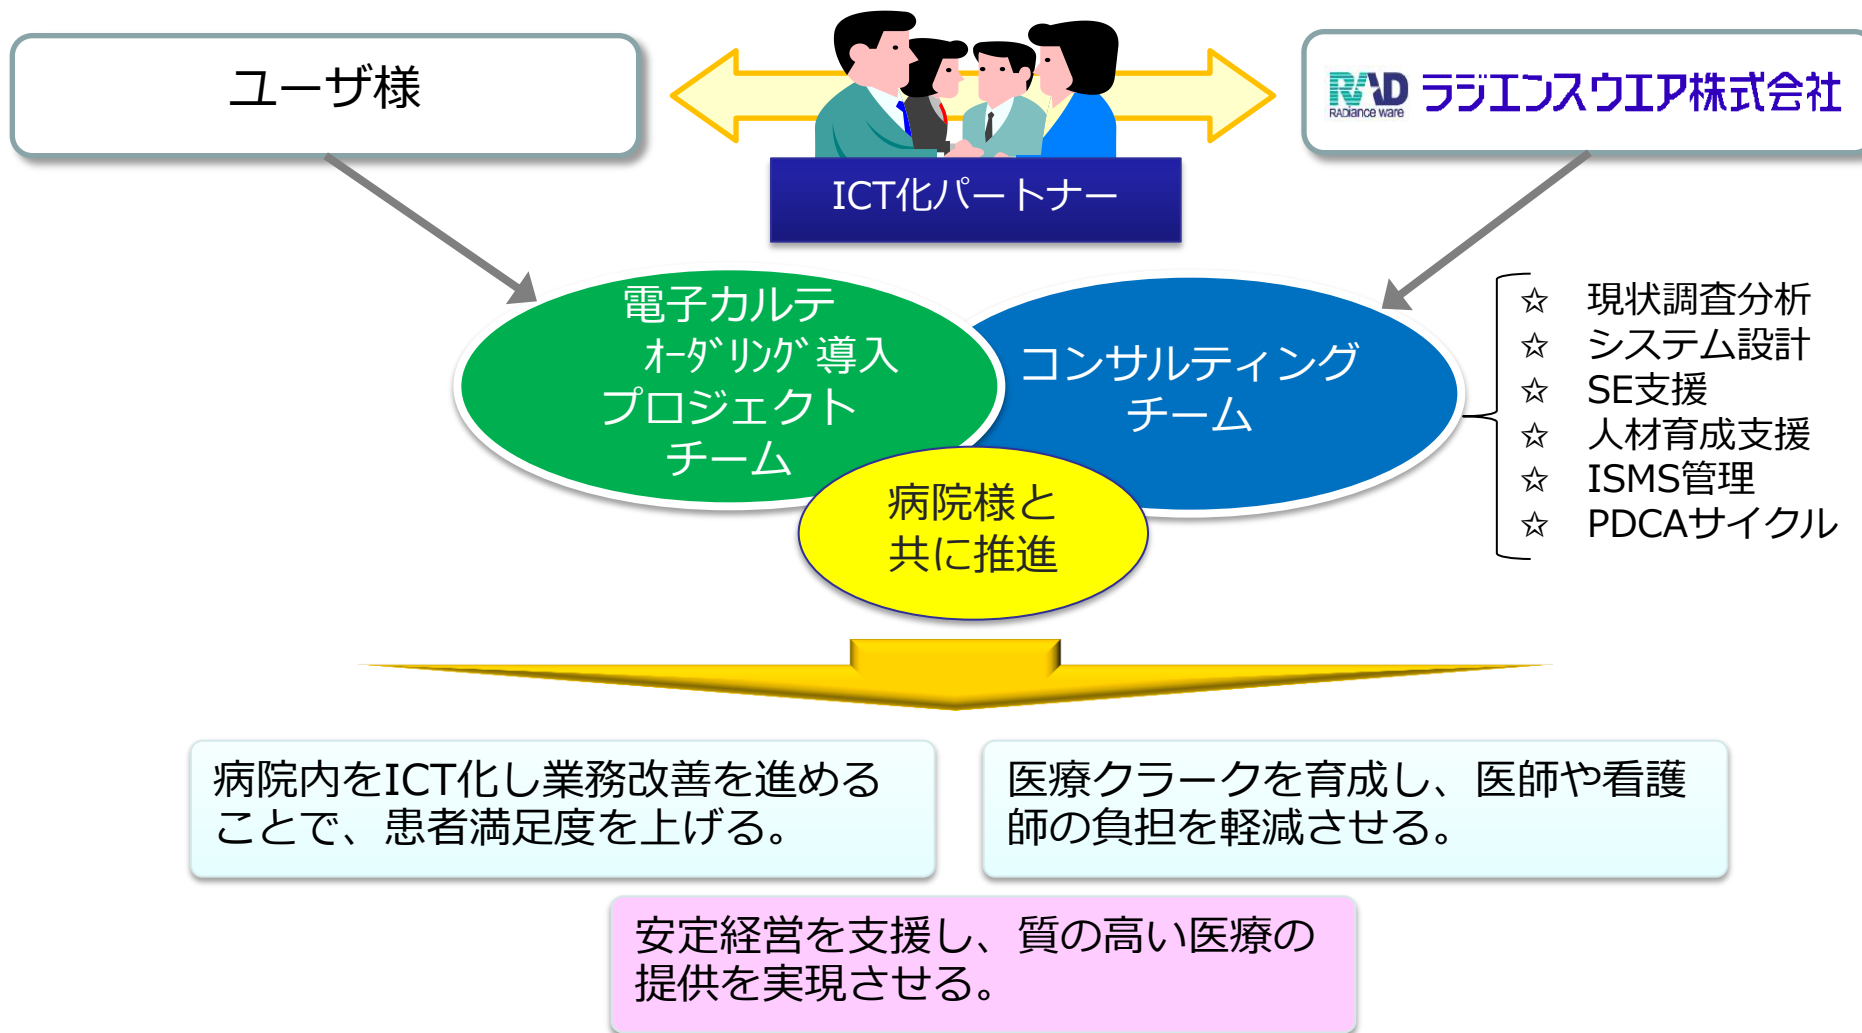 ユーザ様
RAD
RADiance ware
ラジエンスウエア株式会社
ICT化パートナー
電子カルテ
ｵｰﾀﾞﾘﾝｸﾞ導入
プロジェクト
チーム
コンサルティング
チーム
病院様と
共に推進
☆ 現状調査分析
☆ システム設計
☆ SE支援
☆ 人材育成支援
☆ ISMS管理
☆ PDCAサイクル
病院内をICT化し業務改善を進める
ことで、患者満足度を上げる。
医療クラークを育成し、医師や看護
師の負担を軽減させる。
安定経営を支援し、質の高い医療の
提供を実現させる。